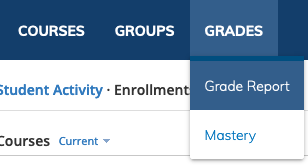 COURSES GROUPS GRADES
Grade Report
Student Activity · Enrollment
Mastery
Courses Current